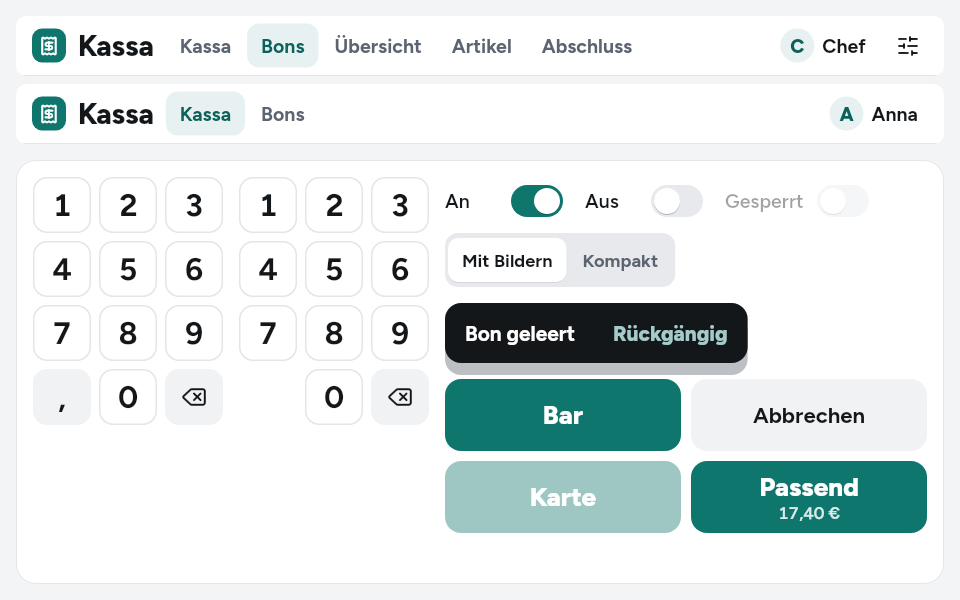 Kassa Kassa Bons Übersicht Artikel Abschluss C Chef
Kassa Kassa Bons A Anna
1 2 3 1 2 3
4 5 6 4 5 6
7 8 9 7 8 9
, 0 0
An Aus Gesperrt
Mit Bildern Kompakt
Bon geleert Rückgängig
Bar Abbrechen
Karte Passend
17,40 €